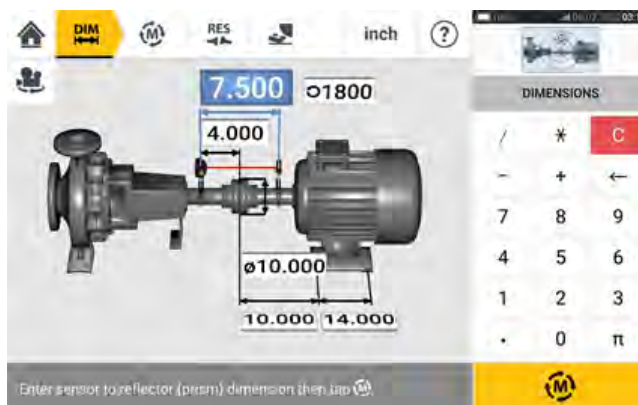 DIM
M
RES
inch
?
03:
7.500
1800
DIMENSIONS
4.000
/
*
C
-
+
←
7
8
9
4
5
6
ø10.000
1
2
3
10.000
14.000
.
0
π
Enter sensor to reflector (prism) dimension then tap M
M